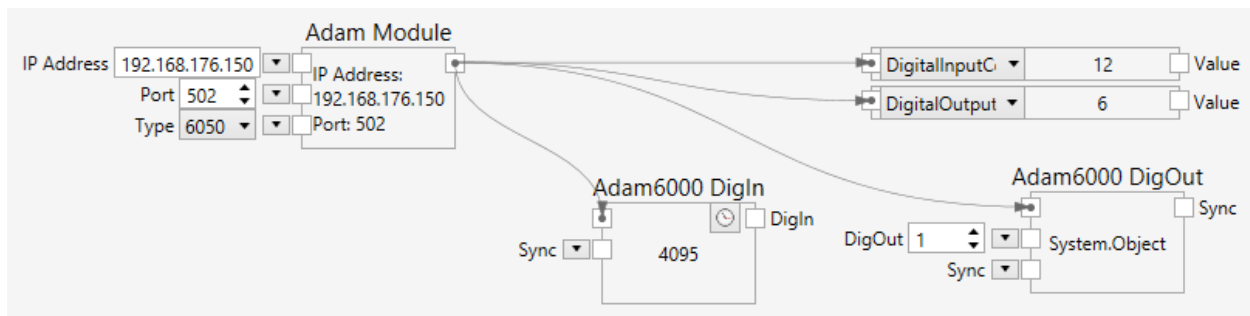 Adam Module
IP Address 192.168.176.150
Port 502
Type 6050
IP Address:
192.168.176.150
Port: 502
DigitalInputC 12 Value
DigitalOutput 6 Value
Adam6000 DigIn
Sync
4095
DigIn
Adam6000 DigOut
DigOut 1
Sync
System.Object
Sync